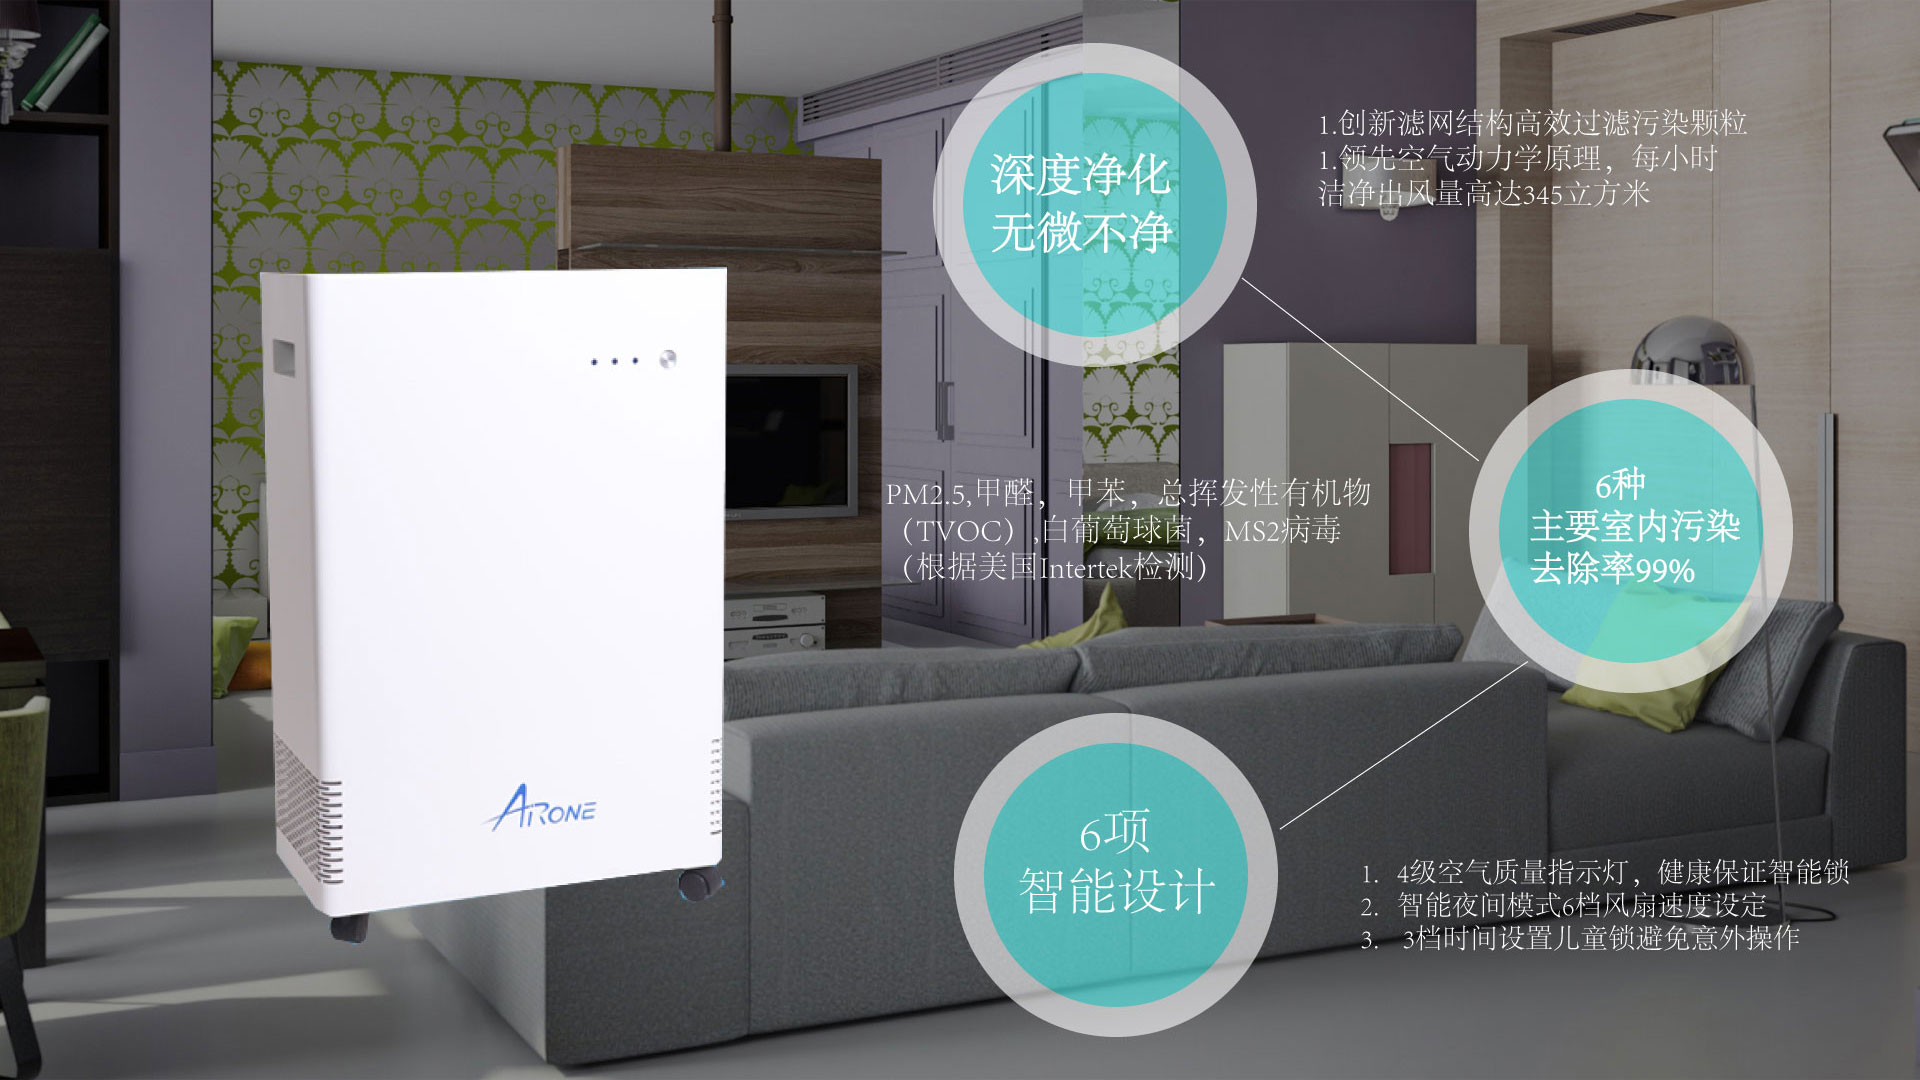 深度净化
无微不净
1.创新滤网结构高效过滤污染颗粒
1.领先空气动力学原理，每小时
洁净出风量高达345立方米
PM2.5,甲醛，甲苯，总挥发性有机物
（TVOC）,白葡萄球菌，MS2病毒
（根据美国Intertek检测）
6种
主要室内污染
去除率99%
6项
智能设计
1. 4级空气质量指示灯，健康保证智能锁
2. 智能夜间模式6档风扇速度设定
3. 3档时间设置儿童锁避免意外操作
AIRONE